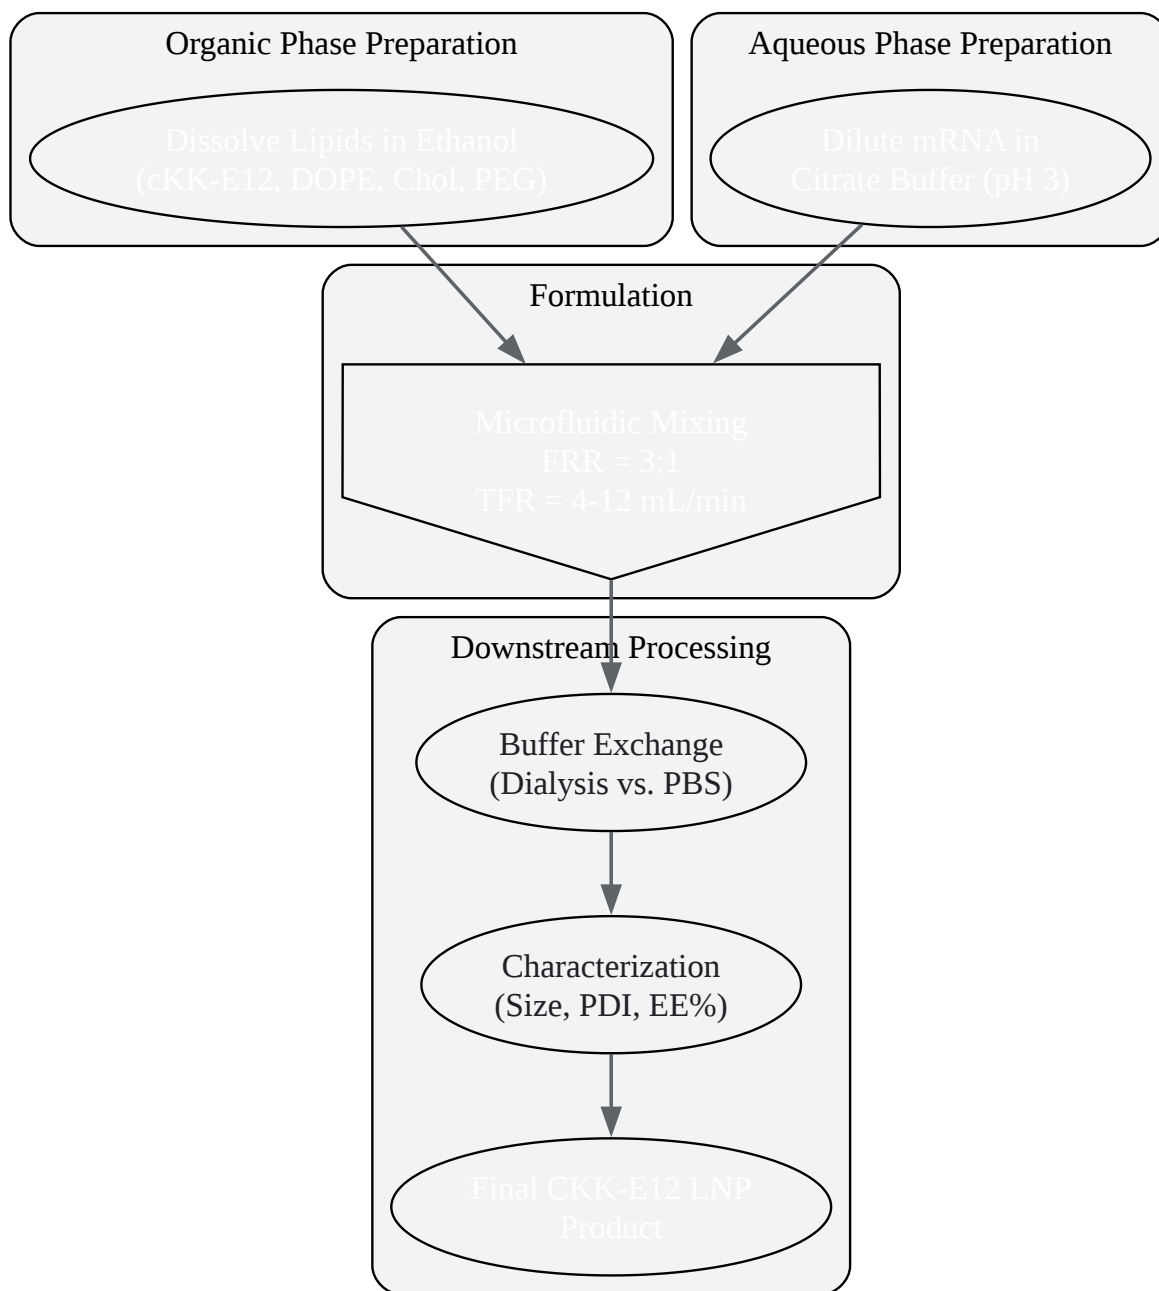 Organic Phase Preparation
Aqueous Phase Preparation
Dissolve Lipids in Ethanol
(cKK-E12, DOPE, Chol, PEG)
Dilute mRNA in
Citrate Buffer (pH 3)
Formulation
Microfluidic Mixing
FRR = 3:1
TFR = 4-12 mL/min
Downstream Processing
Buffer Exchange
(Dialysis vs. PBS)
Characterization
(Size, PDI, EE%)
Final CKK-E12 LNP
Product